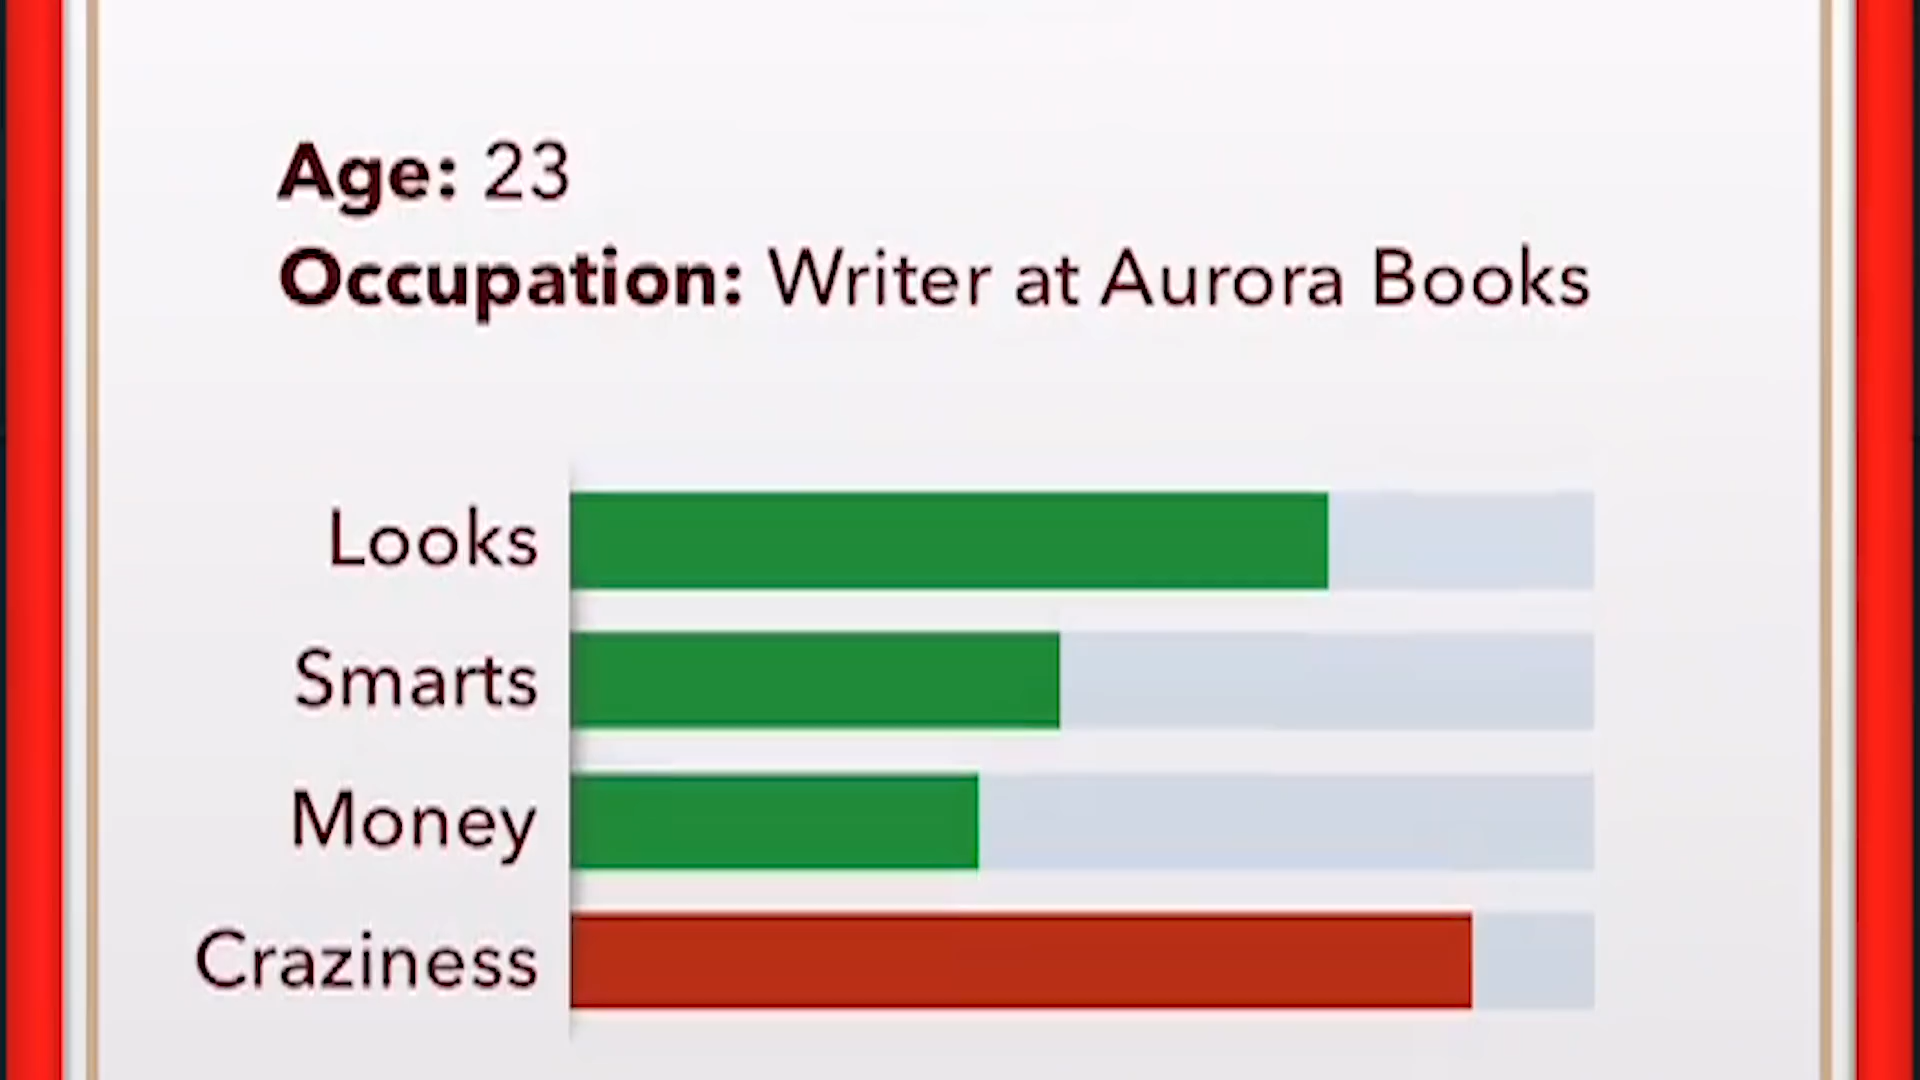 Age: 23
Occupation: Writer at Aurora Books
Looks
Smarts
Money
Craziness